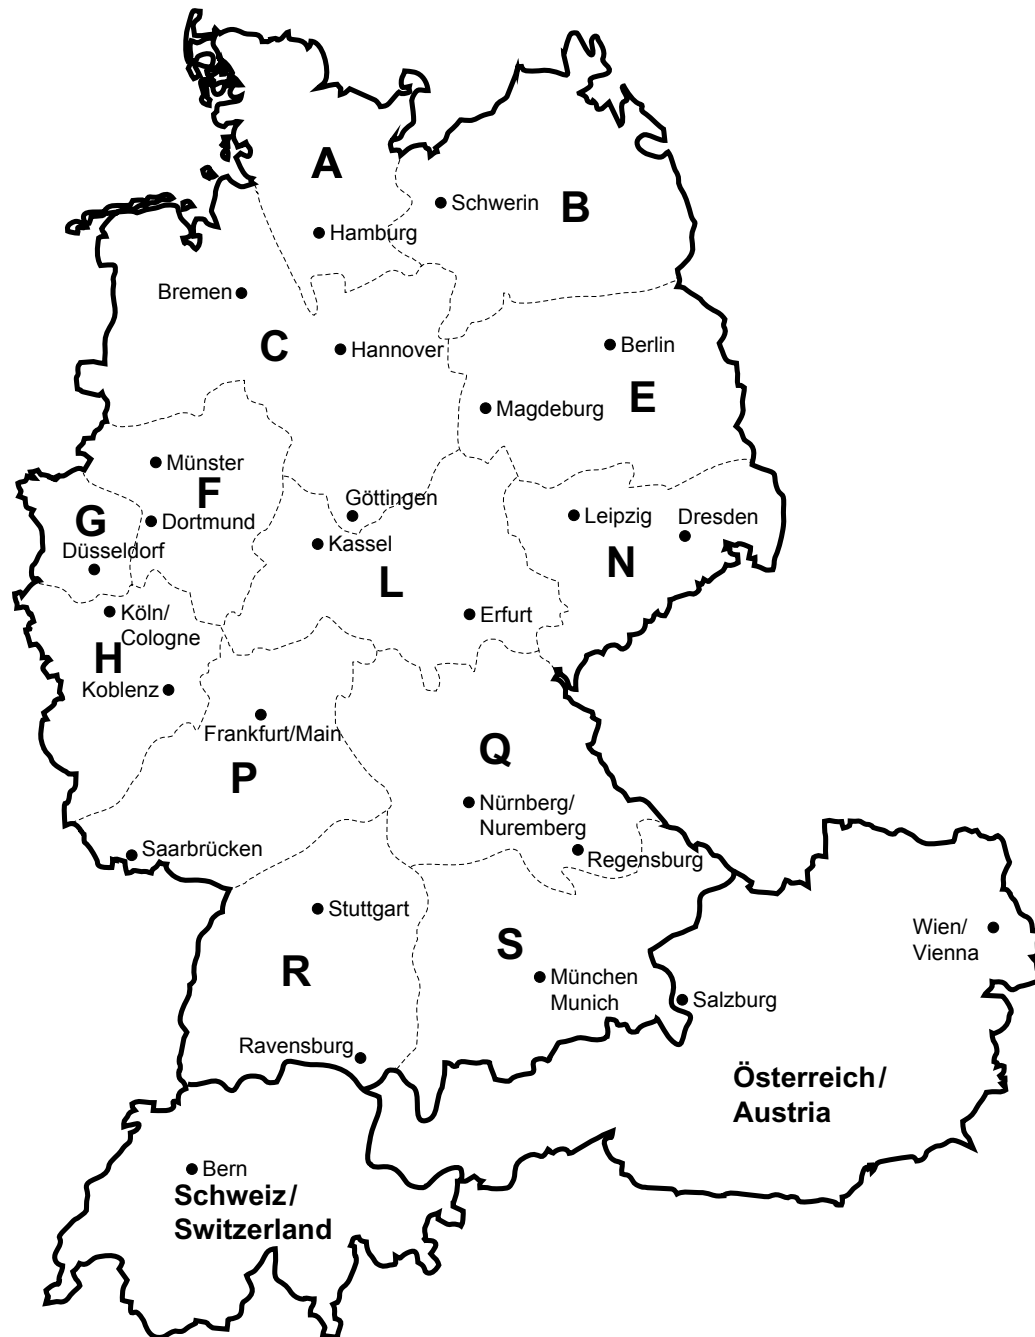 A
Schwerin
B
Hamburg
Bremen
C
Hannover
Berlin
Magdeburg
E
Münster
F
Göttingen
G
Dortmund
Leipzig
Dresden
Düsseldorf
Kassel
L
N
Köln/
Cologne
Erfurt
H
Koblenz
Frankfurt/Main
Q
P
Nürnberg/
Nuremberg
Saarbrücken
Regensburg
Stuttgart
Wien/
Vienna
R
S
München
Munich
Salzburg
Ravensburg
Österreich/
Austria
Bern
Schweiz/
Switzerland